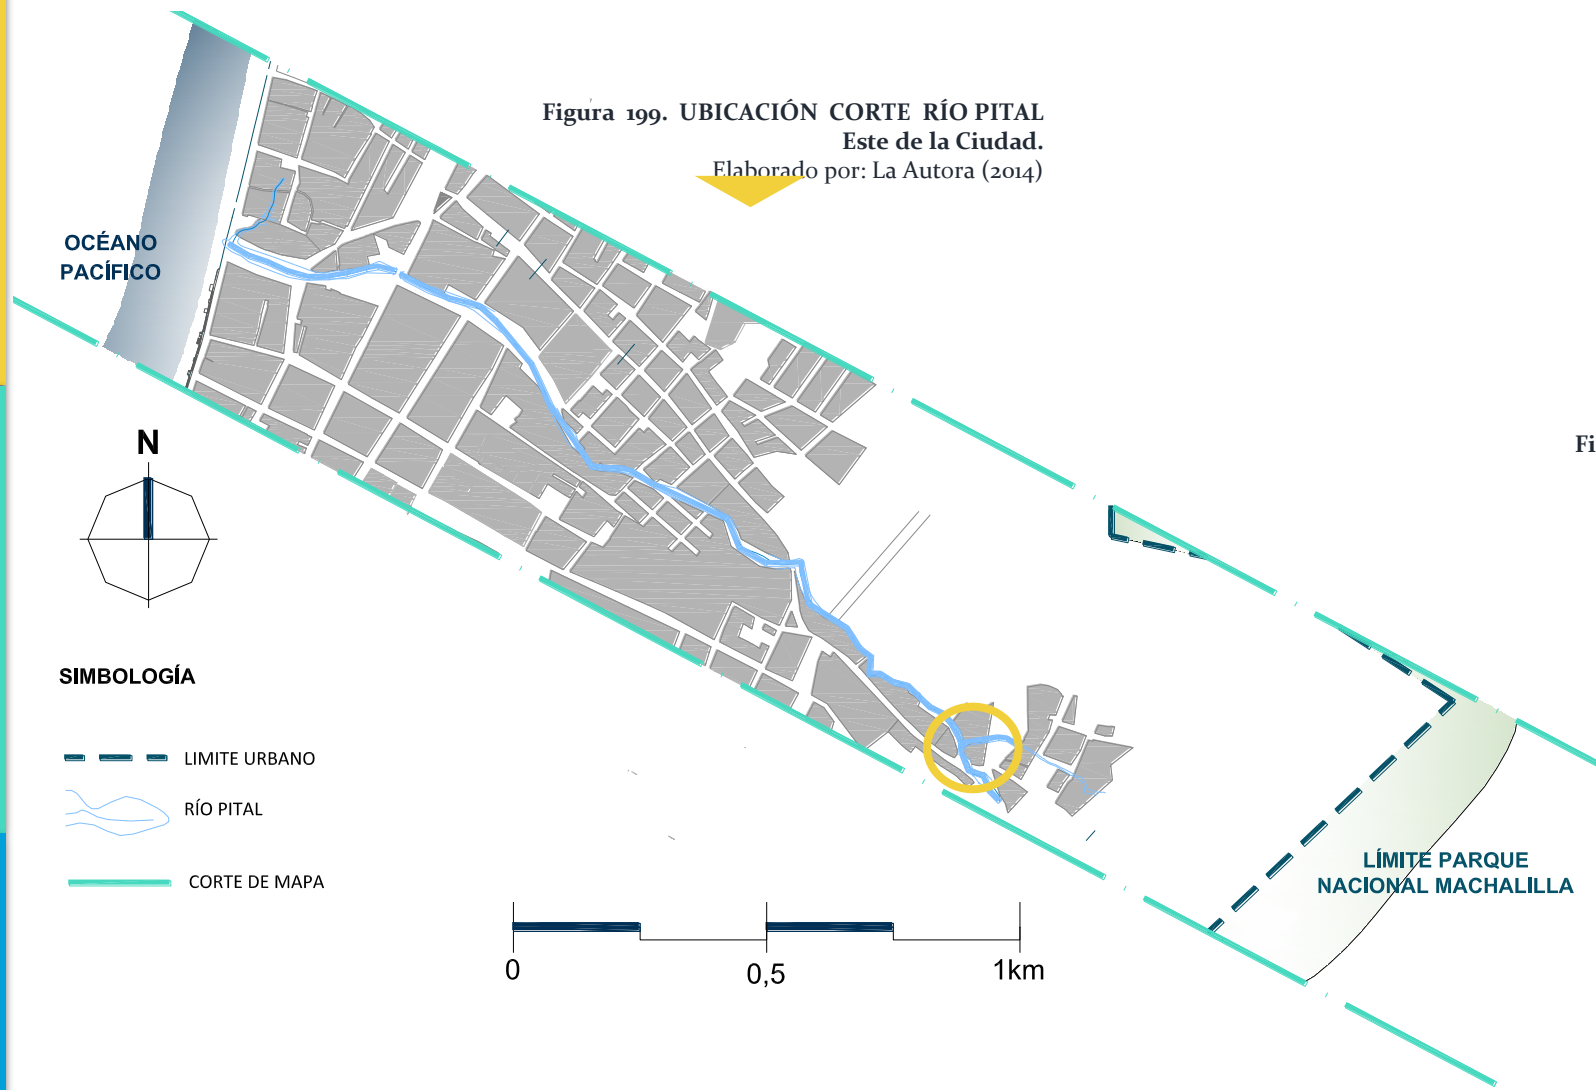 Figura 199. UBICACIÓN CORTE RÍO PITAL
Este de la Ciudad.
Elaborado por: La Autora (2014)
OCÉANO
PACÍFICO
Fi
N
SIMBOLOGÍA
LIMITE URBANO
RÍO PITAL
CORTE DE MAPA
LÍMITE PARQUE
NACIONAL MACHALILLA
0
0,5
1km